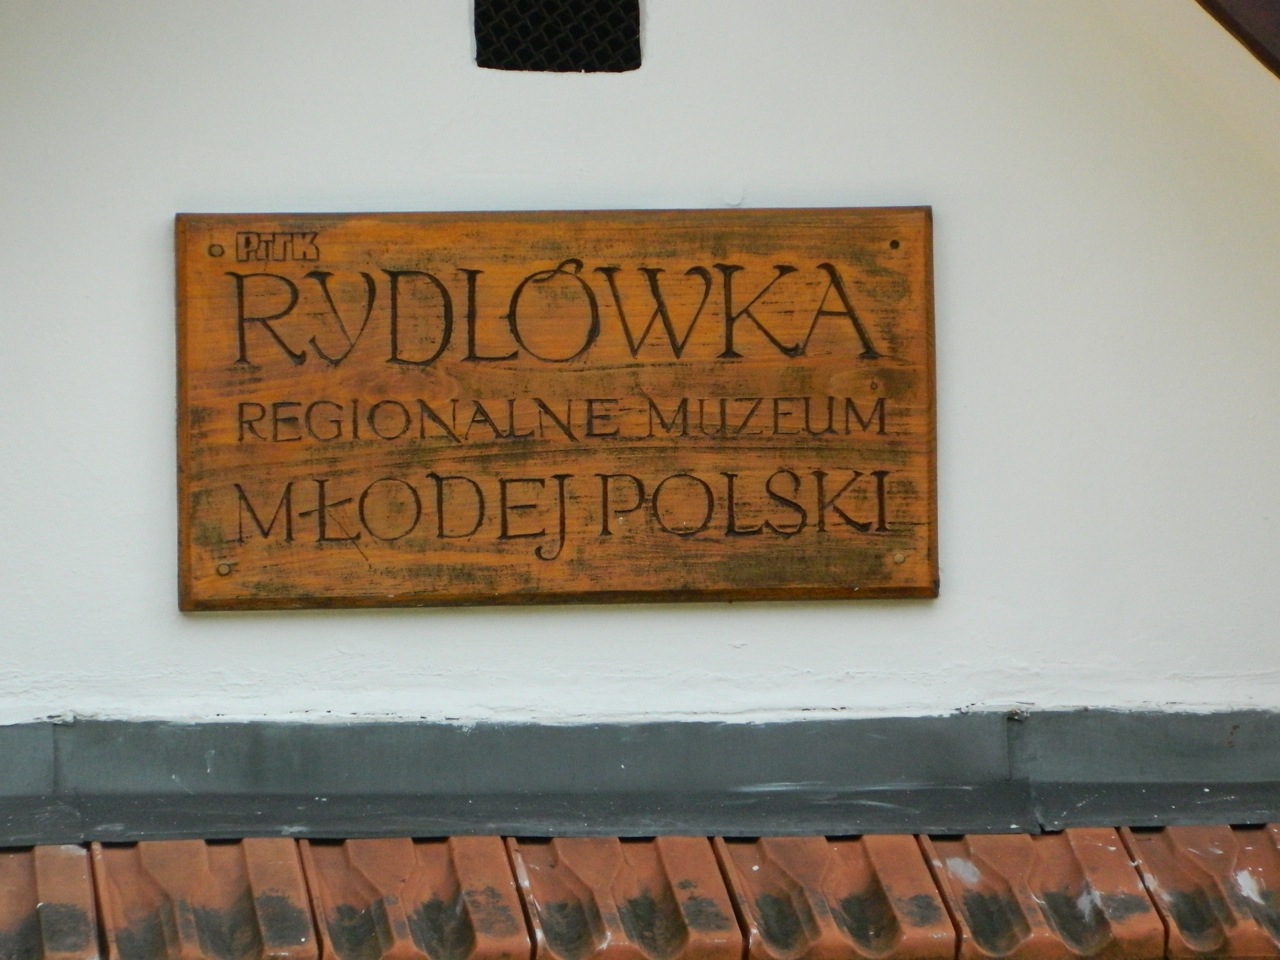 PTTK
RYDLÓWKA
REGIONALNE MUZEUM
MŁODEJ POLSKI